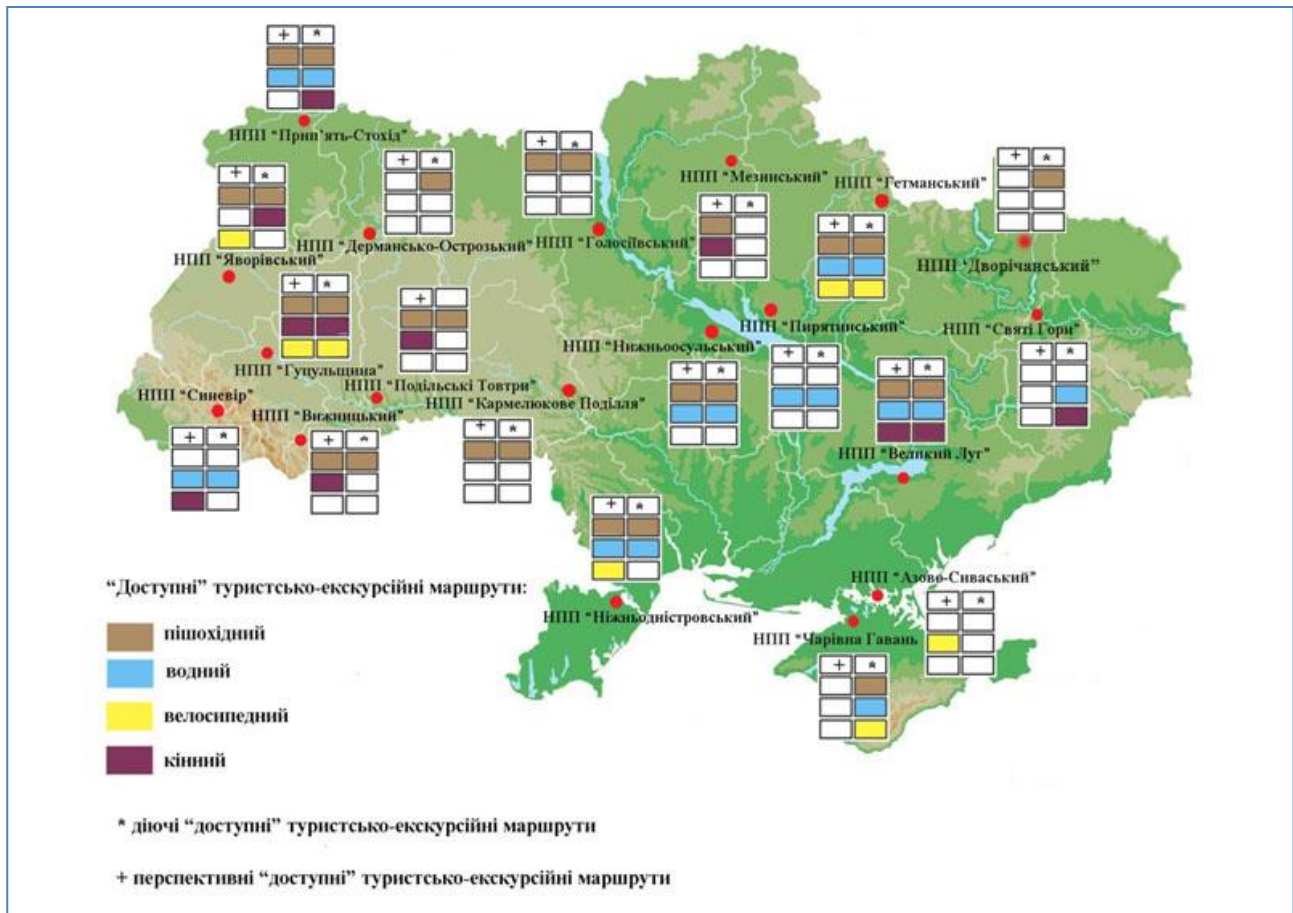 + *
НПП “Прип’ять-Стохід”
+ *
+ *
НПП “Мезинський”
+ *
НПП “Гетманський”
+ *
+ *
+ *
НПП “Дермансько-Острозький”
НПП “Голосіївський”
НПП ‘Дворічанський”
НПП “Яворівський”
+ *
+
НПП “Пирятинський”
НПП “Святі Гори”
НПП “Нижньоосульський”
НПП “Гуцульщина”
+ *
+ *
+ *
+ *
НПП “Синевір”
НПП “Подільські Товтри”
НПП “Кармелюкове Поділля”
НПП “Вижницький”
+ *
+ *
+ *
НПП “Великий Луг”
+ *
“Доступні” туристсько-екскурсійні маршрути:
НПП “Азово-Сиваський”
+ *
НПП “Ніжньодністровський”
НПП “Чарівна Гавань
+ *
пішохідний
водний
велосипедний
кінний
* діючі “доступні” туристсько-екскурсійні маршрути
+ перспективні “доступні” туристсько-екскурсійні маршрути